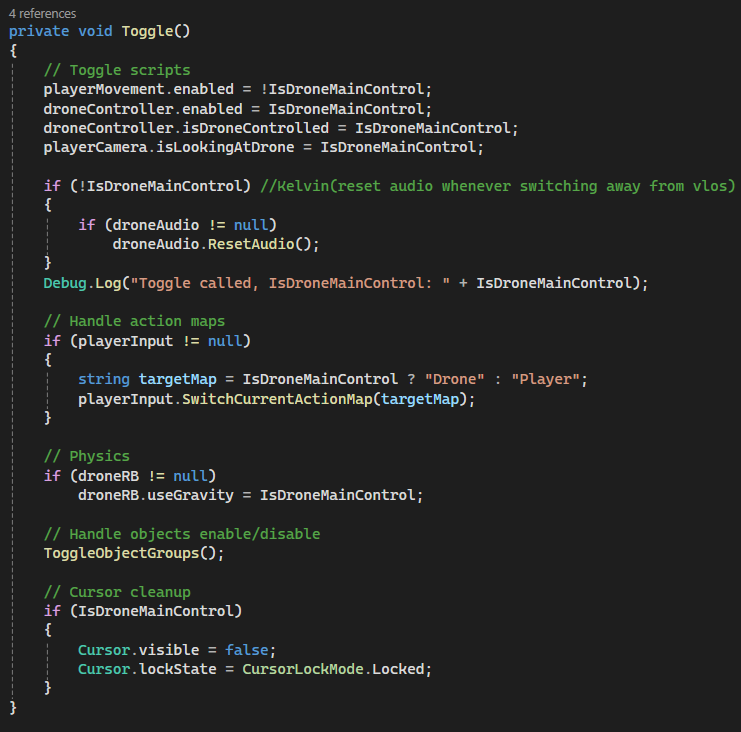 4 references
private void Toggle()
{
// Toggle scripts
playerMovement.enabled = !IsDroneMainControl;
droneController.enabled = IsDroneMainControl;
droneController.isDroneControlled = IsDroneMainControl;
playerCamera.isLookingAtDrone = IsDroneMainControl;
if (!IsDroneMainControl) //Kelvin(reset audio whenever switching away from vlos)
{
if (droneAudio != null)
droneAudio.ResetAudio();
}
Debug.Log("Toggle called, IsDroneMainControl: " + IsDroneMainControl);
// Handle action maps
if (playerInput != null)
{
string targetMap = IsDroneMainControl ? "Drone" : "Player";
playerInput.SwitchCurrentActionMap(targetMap);
}
// Physics
if (droneRB != null)
droneRB.useGravity = IsDroneMainControl;
// Handle objects enable/disable
ToggleObjectGroups();
// Cursor cleanup
if (IsDroneMainControl)
{
Cursor.visible = false;
Cursor.lockState = CursorLockMode.Locked;
}
}